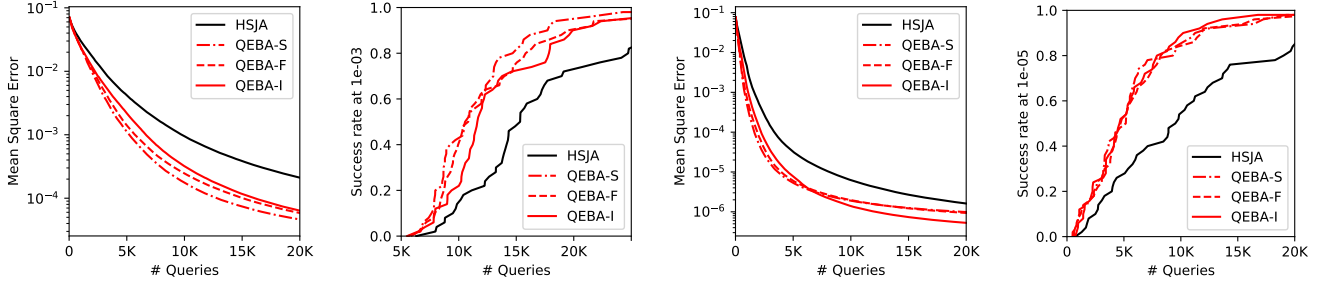 10⁻¹
10⁻²
10⁻³
10⁻⁴
Mean Square Error
0
5K
10K
15K
20K
# Queries
HSJA
QEBA-S
QEBA-F
QEBA-I
1.0
0.8
0.6
0.4
0.2
0.0
Success rate at 1e-03
5K
10K
15K
20K
# Queries
HSJA
QEBA-S
QEBA-F
QEBA-I
10⁻¹
10⁻²
10⁻³
10⁻⁴
10⁻⁵
10⁻⁶
Mean Square Error
0
5K
10K
15K
20K
# Queries
HSJA
QEBA-S
QEBA-F
QEBA-I
1.0
0.8
0.6
0.4
0.2
0.0
Success rate at 1e-05
0
5K
10K
15K
20K
# Queries
HSJA
QEBA-S
QEBA-F
QEBA-I